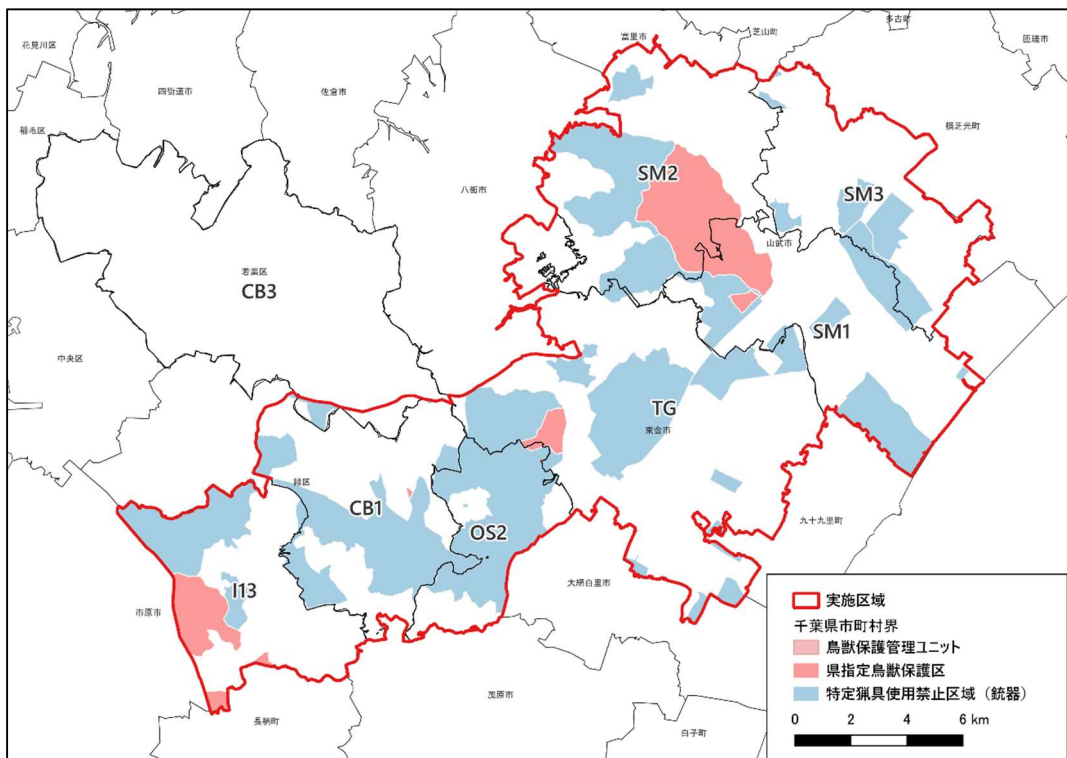 花見川区
四街道市
佐倉市
富里市
芝山町
多古町
匝瑳市
稲毛区
横芝光町
八街市
SM2
SM3
山武市
若葉区
CB3
中央区
SM1
TG
東金市
緑区
CB1
OS2
九十九里町
I13
市原市
大網白里市
茂原市
長柄町
白子町
実施区域
千葉県市町村界
鳥獣保護管理ユニット
県指定鳥獣保護区
特定猟具使用禁止区域（銃器）
0 2 4 6 km